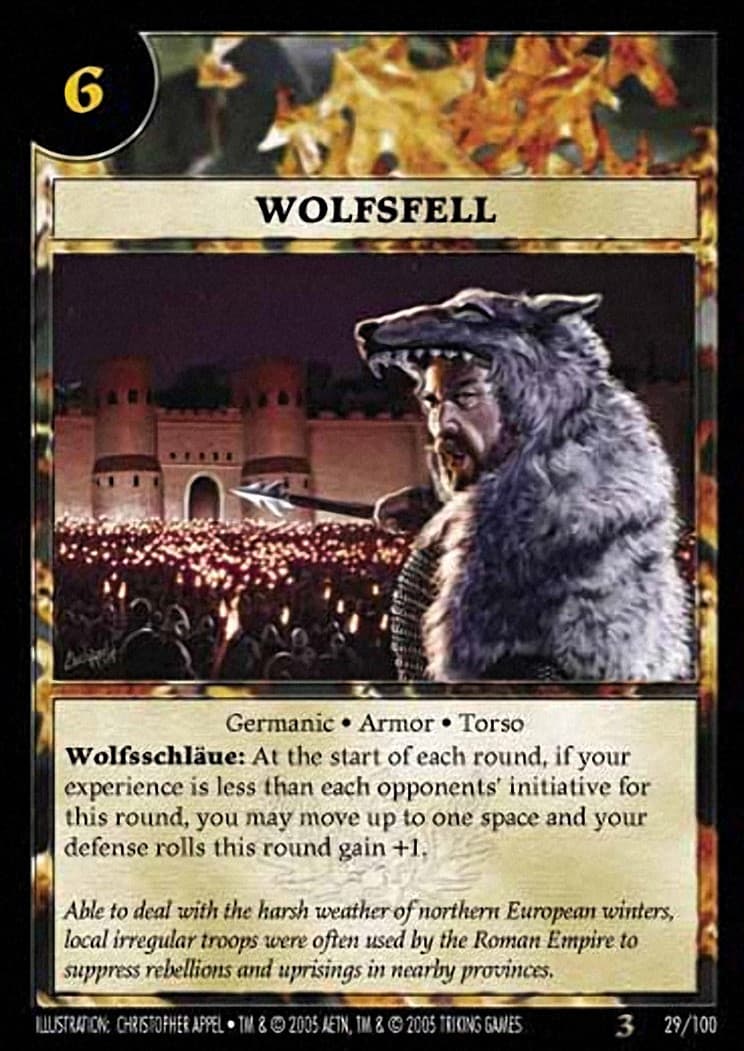 6
WOLFSFELL
Germanic • Armor • Torso
Wolfsschläue: At the start of each round, if your
experience is less than each opponents' initiative for
this round, you may move up to one space and your
defense rolls this round gain +1.
Able to deal with the harsh weather of northern European winters,
local irregular troops were often used by the Roman Empire to
suppress rebellions and uprisings in nearby provinces.
ILLUSTRATION: CHRISTOPHER APPEL • TM & © 2005 AETN, TM & © 2005 TRIKING GAMES 3 29/100